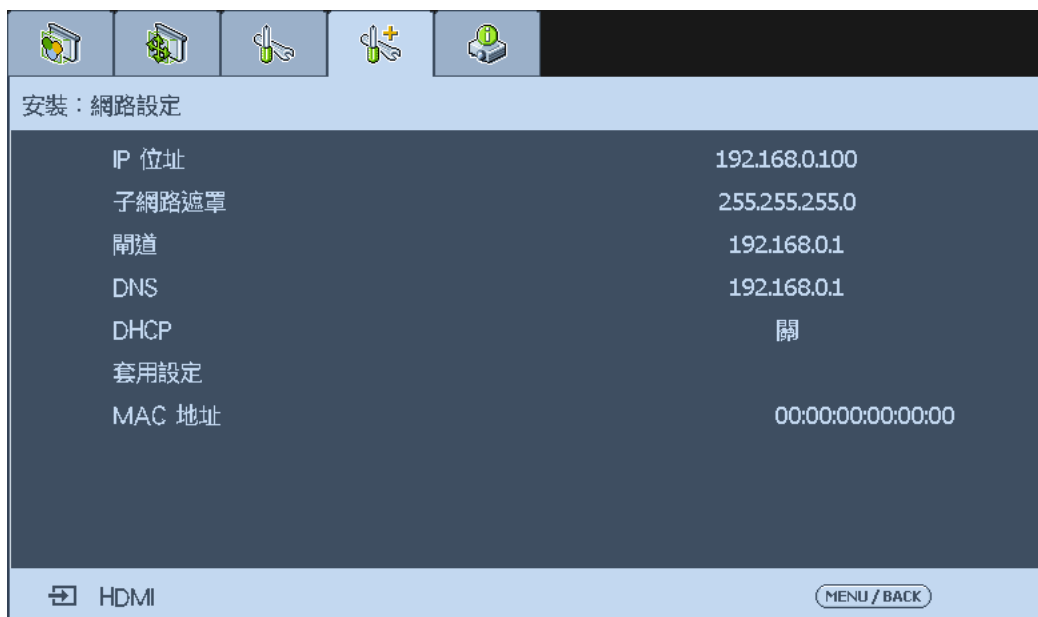 安裝：網路設定
IP 位址 192.168.0.100
子網路遮罩 255.255.255.0
閘道 192.168.0.1
DNS 192.168.0.1
DHCP 關
套用設定
MAC 地址 00:00:00:00:00:00
HDMI MENU / BACK